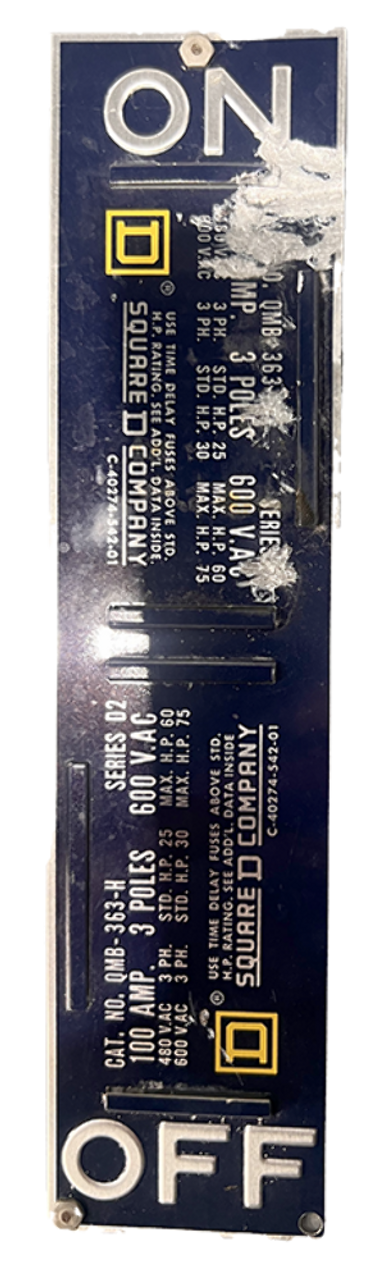 ON
D
®
QMB-363
MP. 3 POLES 600 V.AC
3 PH. STD. H.P. 25 MAX. H.P. 60
600 V.AC 3 PH. STD. H.P. 30 MAX. H.P. 75
USE TIME DELAY FUSES ABOVE STD.
H.P. RATING. SEE ADD'L. DATA INSIDE.
SQUARE D COMPANY
C-40274-542-01
CAT. NO. QMB-363-H SERIES D2
100 AMP. 3 POLES 600 V.AC
480 V.AC 3 PH. STD. H.P. 25 MAX. H.P. 60
600 V.AC 3 PH. STD. H.P. 30 MAX. H.P. 75
D
®
USE TIME DELAY FUSES ABOVE STD.
H.P. RATING. SEE ADD'L. DATA INSIDE
SQUARE D COMPANY
C-40274-542-01
OFF